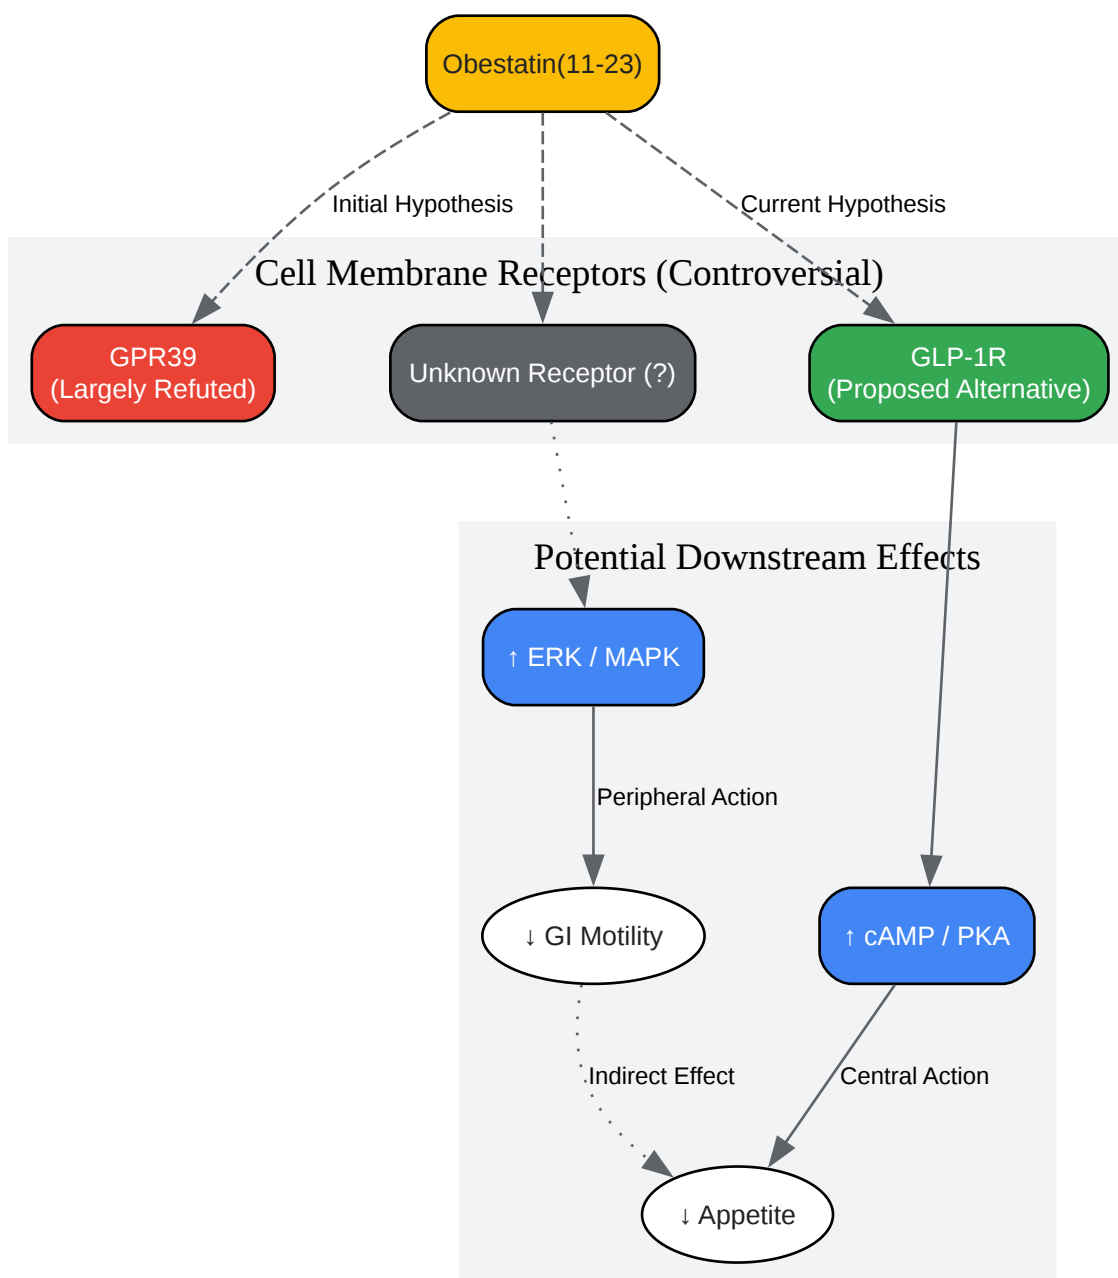 Obestatin(11-23)
Initial Hypothesis
Current Hypothesis
Cell Membrane Receptors (Controversial)
GPR39
(Largely Refuted)
Unknown Receptor (?)
GLP-1R
(Proposed Alternative)
Potential Downstream Effects
↑ ERK / MAPK
Peripheral Action
↓ GI Motility
↑ cAMP / PKA
Indirect Effect
Central Action
↓ Appetite